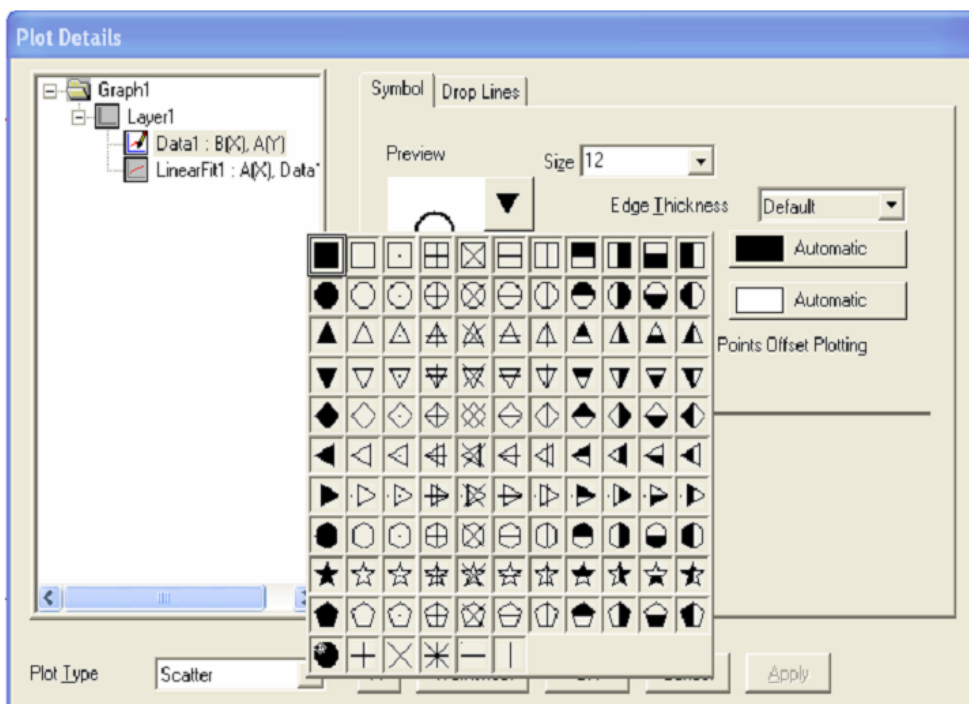 Plot Details
Graph1
Layer1
Data1 : B(X), A(Y)
LinearFit1 : A(X), Data
Symbol
Drop Lines
Preview
Size 12
Edge Thickness Default
Automatic
Automatic
Points Offset Plotting
Plot Type Scatter
Apply